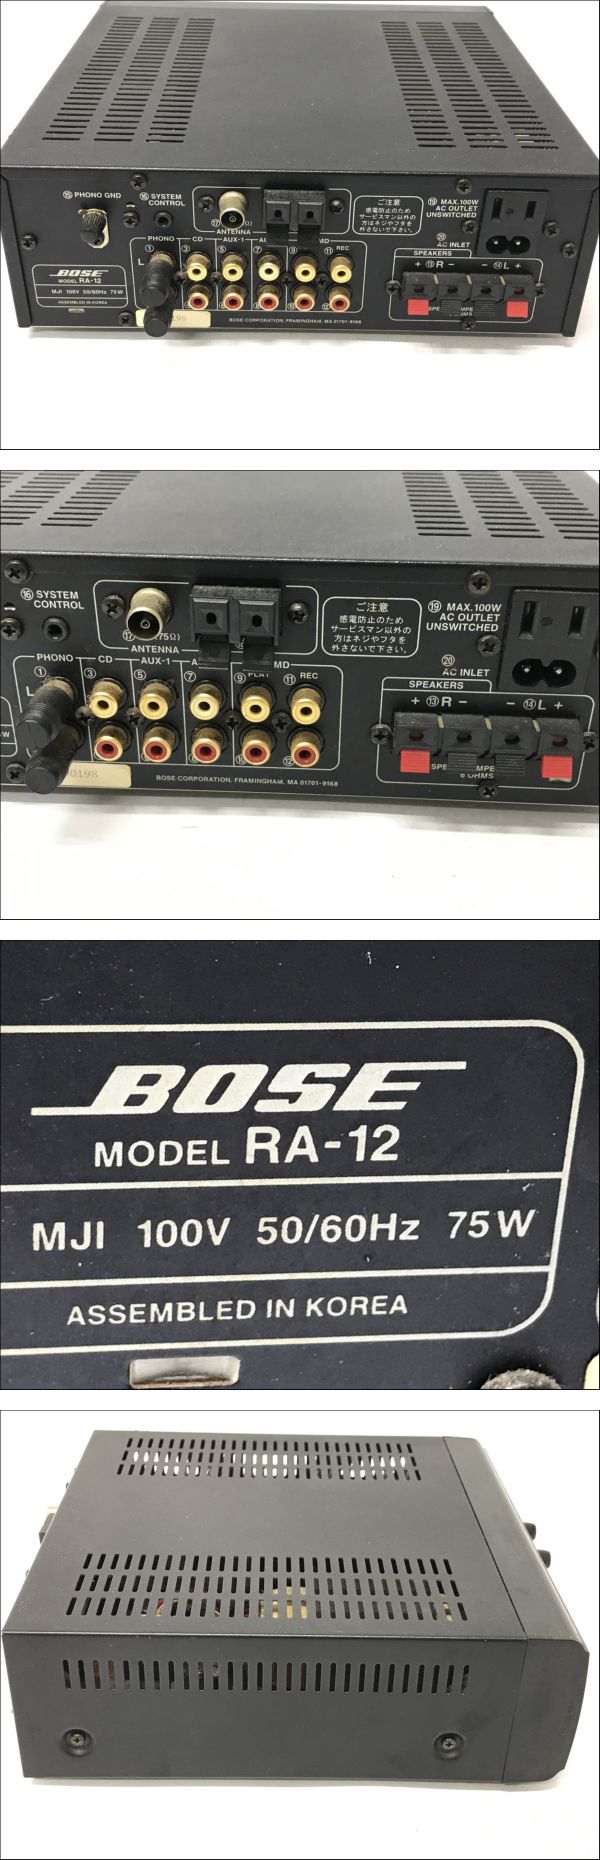 ⑮ PHONO GND
⑯ SYSTEM
CONTROL
ANTENNA
ご注意
感電防止のため
サービスマン以外の
方はネジやフタを
外さないで下さい。
⑲ MAX.100W
AC OUTLET
UNSWITCHED
⑳
AC INLET
SPEAKERS
+ ⑬ R - - ⑭ L +
PHONO CD AUX-1 MD REC
① ③ ⑤ ⑦ ⑨ ⑪
L
BOSE
MODEL RA-12
MJI 100V 50/60Hz 75W
ASSEMBLED IN KOREA
BOSE CORPORATION, FRAMINGHAM, MA 01701-9168
⑯ SYSTEM
CONTROL
⑰ (75Ω)
ANTENNA
ご注意
感電防止のため
サービスマン以外の
方はネジやフタを
外さないで下さい。
⑲ MAX.100W
AC OUTLET
UNSWITCHED
⑳
AC INLET
SPEAKERS
+ ⑬ R - - ⑭ L +
PHONO CD AUX-1 PLAY MD REC
① ③ ⑤ ⑦ ⑨ ⑪
L
⑩ ⑫
0198
BOSE CORPORATION, FRAMINGHAM, MA 01701-9168
OHMS
BOSE
MODEL RA-12
MJI 100V 50/60Hz 75W
ASSEMBLED IN KOREA